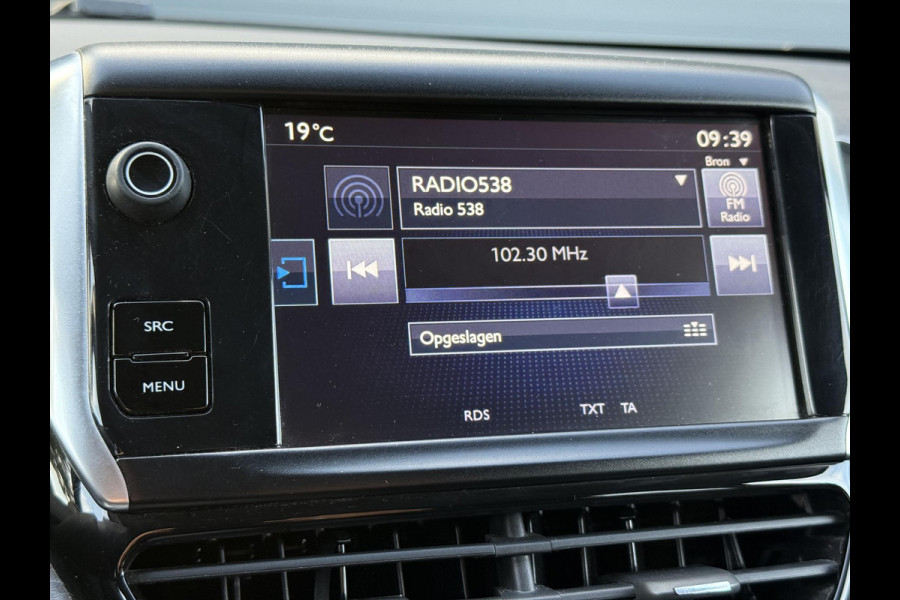 19°C
09:39
Bron
RADIO538
Radio 538
FM
Radio
102.30 MHz
SRC
Opgeslagen
MENU
RDS
TXT
TA